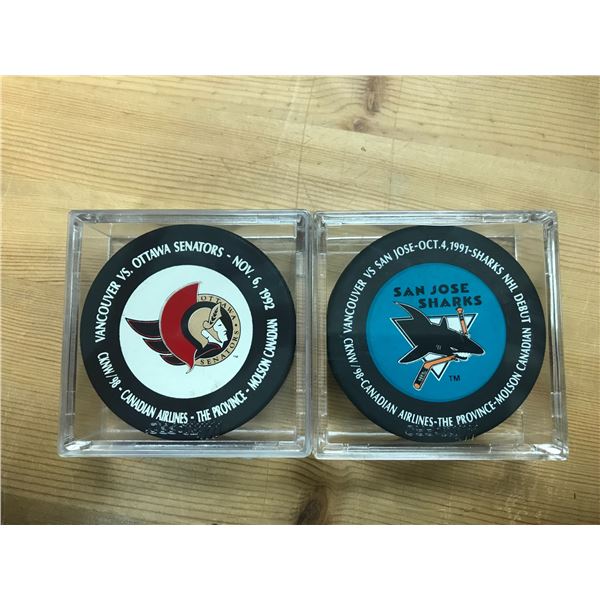 VANCOUVER VS. OTTAWA SENATORS - NOV. 6, 1992
CKNW/98 - CANADIAN AIRLINES - THE PROVINCE - MOLSON CANADIAN
OTTAWA
SENATORS
VANCOUVER VS SAN JOSE-OCT.4,1991-SHARKS NHL DEBUT
CKNW/98-CANADIAN AIRLINES-THE PROVINCE-MOLSON CANADIAN
SAN JOSE
SHARKS
TM